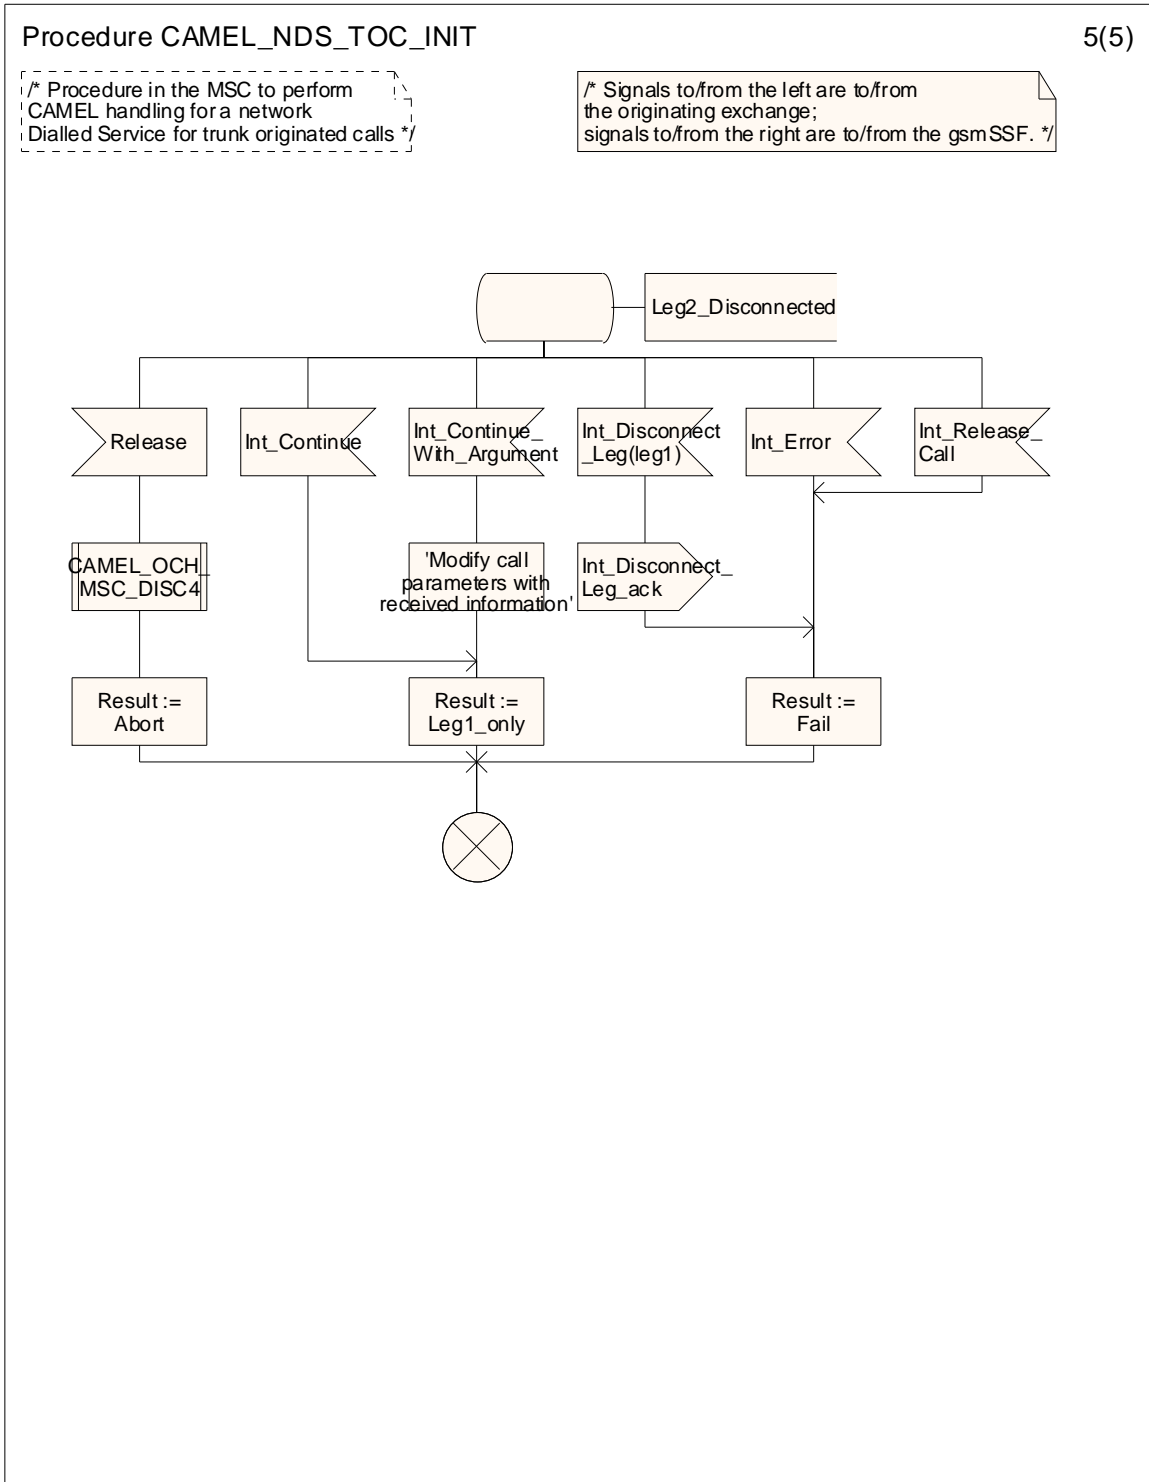 Procedure CAMEL_NDS_TOC_INIT
5(5)
/* Procedure in the MSC to perform
CAMEL handling for a network
Dialled Service for trunk originated calls */
/* Signals to/from the left are to/from
the originating exchange;
signals to/from the right are to/from the gsmSSF. */
Leg2_Disconnected
Release
Int_Continue
Int_Continue_
With_Argument
Int_Disconnect
_Leg(leg1)
Int_Error
Int_Release_
Call
CAMEL_OCH_
MSC_DISC4
'Modify call
parameters with
received information'
Int_Disconnect_
Leg_ack
Result :=
Abort
Result :=
Leg1_only
Result :=
Fail